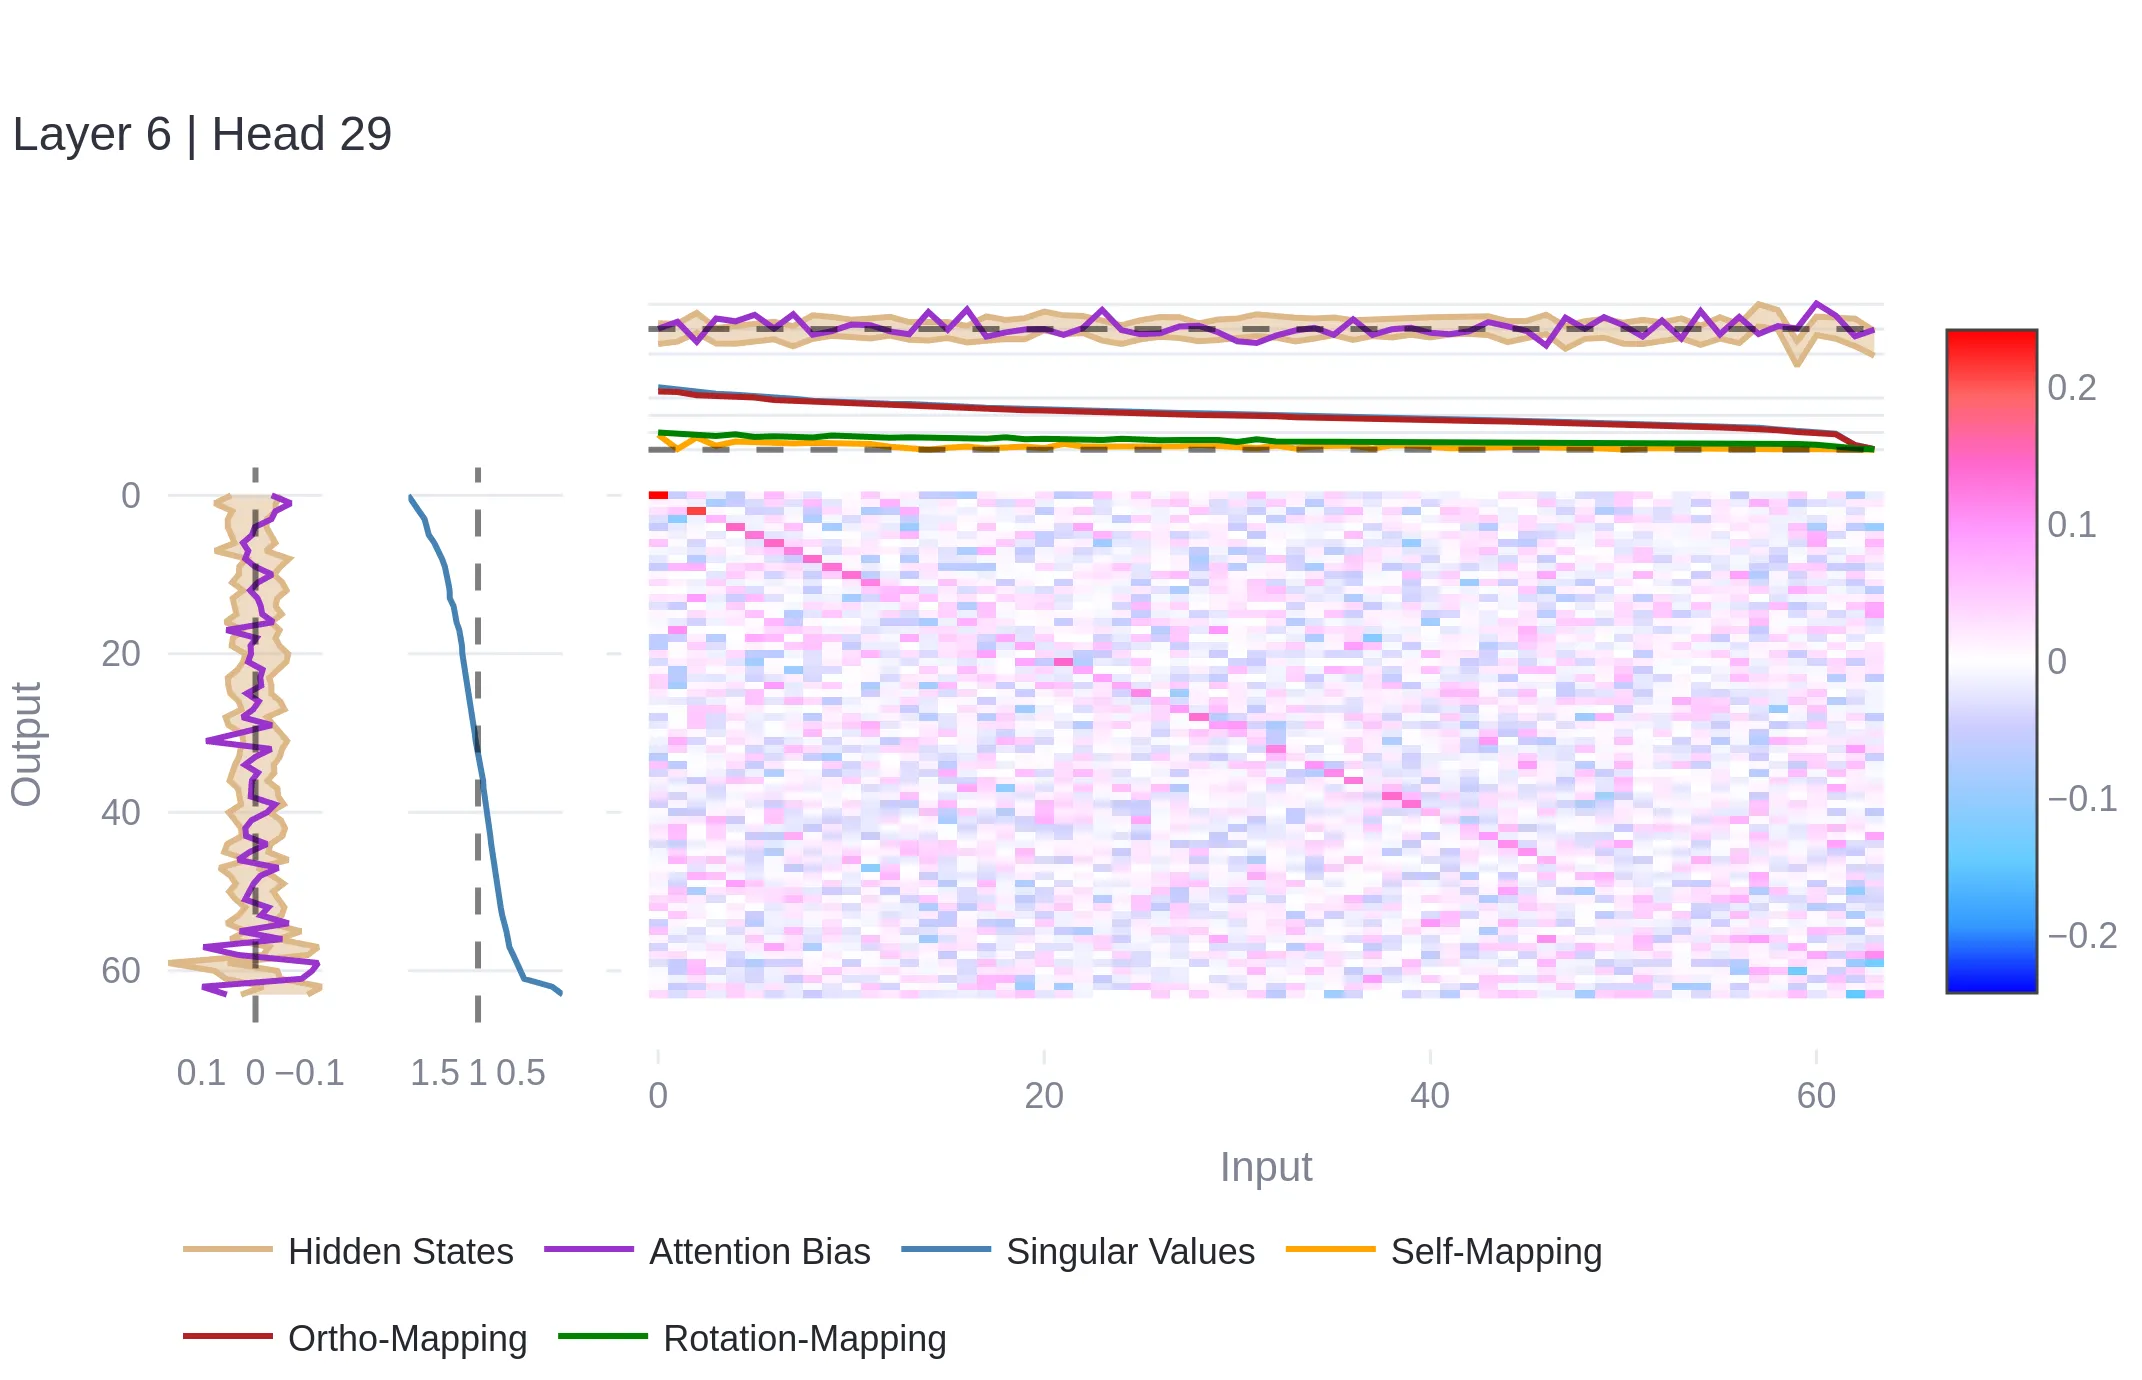 Layer 6 | Head 29
0.2
0.1
0
−0.1
−0.2
Output
0
20
40
60
0.1 0 −0.1
1.5 1 0.5
0 20 40 60
Input
Hidden States Attention Bias Singular Values Self-Mapping
Ortho-Mapping Rotation-Mapping